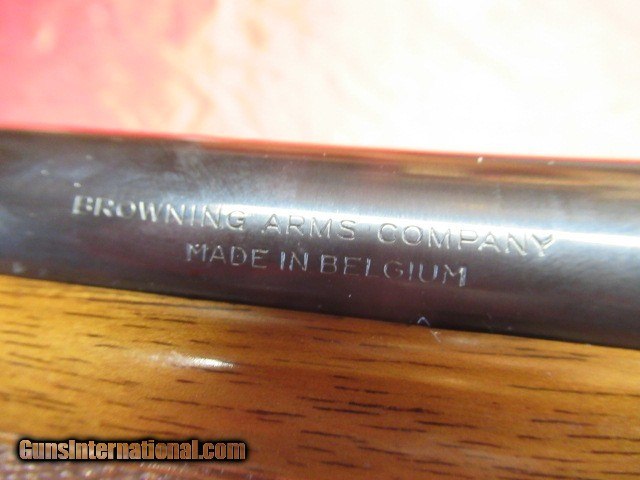 BROWNING ARMS COMPANY
MADE IN BELGIUM
GunsInternational.com